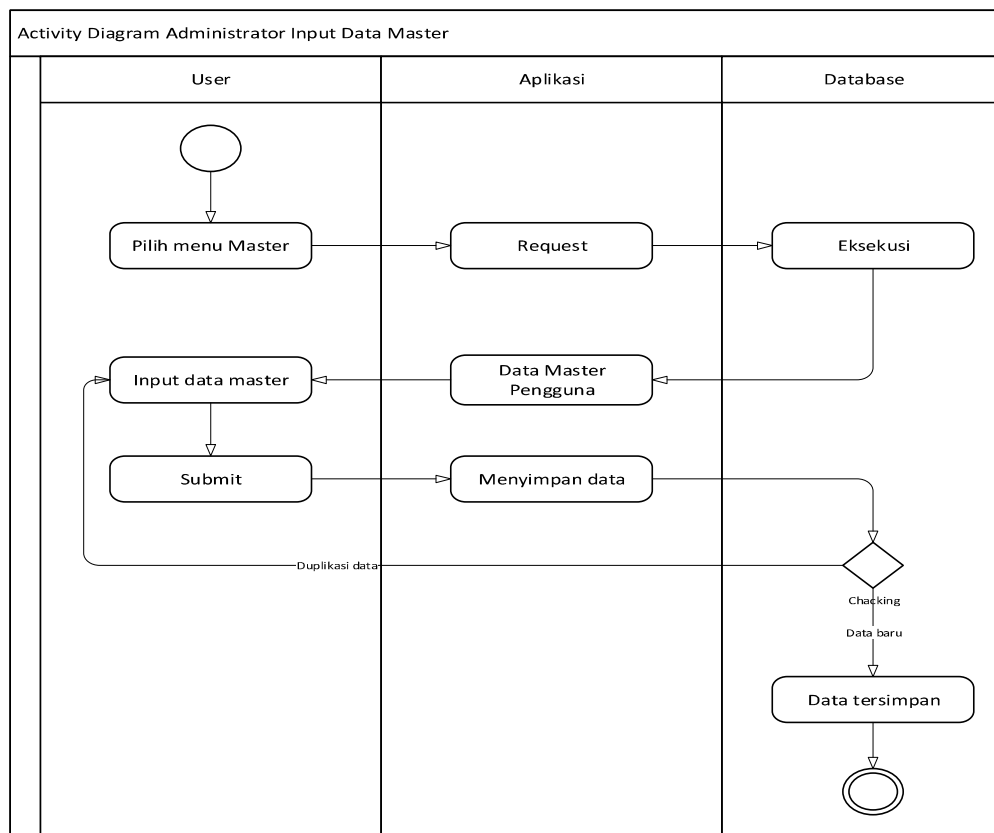 Activity Diagram Administrator Input Data Master
User
Aplikasi
Database
Pilih menu Master
Request
Eksekusi
Input data master
Data Master
Pengguna
Submit
Menyimpan data
Duplikasi data
Chacking
Data baru
Data tersimpan